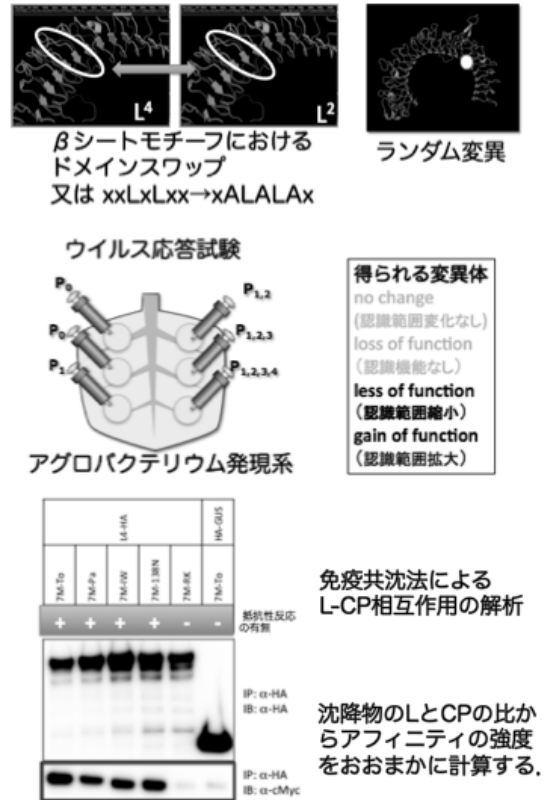 L4
L2
βシートモチーフにおける
ドメインスワップ
又は xxLxLxx→xALALAx
ランダム変異
ウイルス応答試験
P0
P0
P1
P1,2
P1,2,3
P1,2,3,4
アグロバクテリウム発現系
得られる変異体
no change
(認識範囲変化なし)
loss of function
(認識機能なし)
less of function
(認識範囲縮小)
gain of function
(認識範囲拡大)
L4-HA
HA-GUS
7M-To
7M-Pa
7M-IW
7M-138N
7M-RK
7M-To
+ + + + - -
抵抗性反応
の有無
IP: α-HA
IB: α-HA
IP: α-HA
IB: α-cMyc
免疫共沈法による
L-CP相互作用の解析
沈降物のLとCPの比か
らアフィニティの強度
をおおまかに計算する.